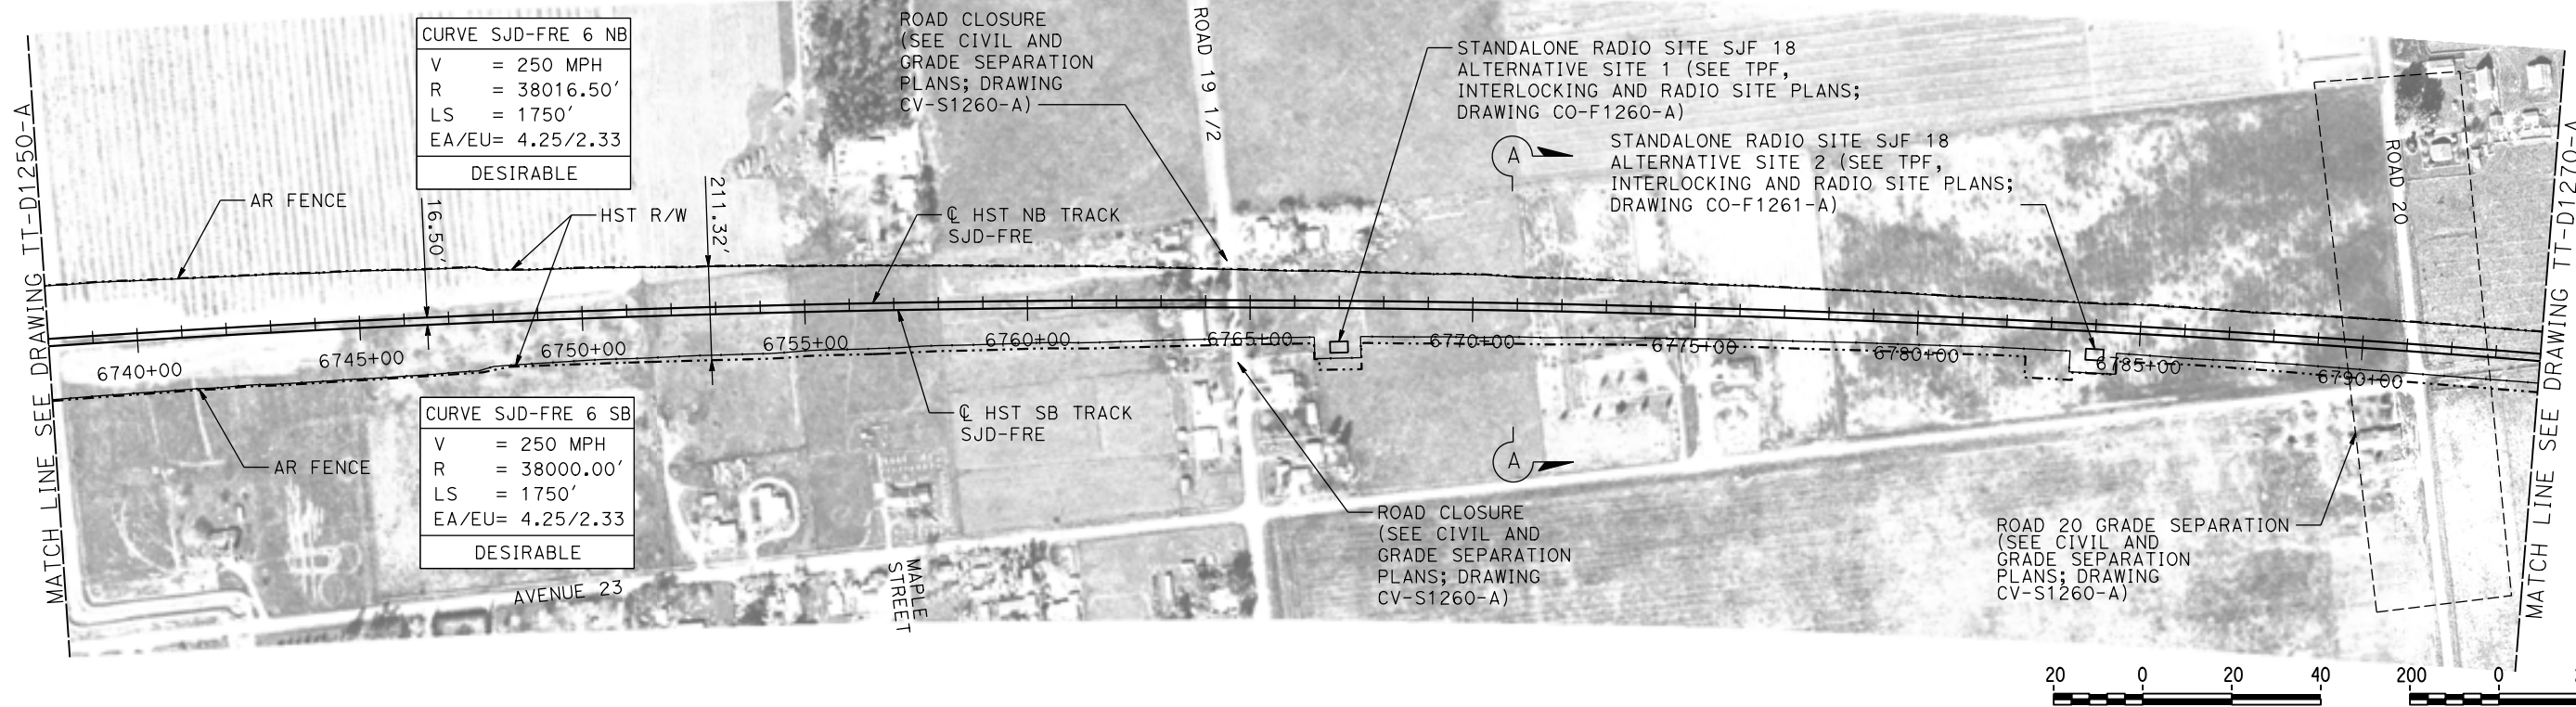 MATCH LINE SEE DRAWING TT-D1250-A
CURVE SJD-FRE 6 NB
V = 250 MPH
R = 38016.50'
LS = 1750'
EA/EU= 4.25/2.33
DESIRABLE
ROAD CLOSURE
(SEE CIVIL AND
GRADE SEPARATION
PLANS; DRAWING
CV-S1260-A)
ROAD 19 1/2
STANDALONE RADIO SITE SJF 18
ALTERNATIVE SITE 1 (SEE TPF,
INTERLOCKING AND RADIO SITE PLANS;
DRAWING CO-F1260-A)
A
STANDALONE RADIO SITE SJF 18
ALTERNATIVE SITE 2 (SEE TPF,
INTERLOCKING AND RADIO SITE PLANS;
DRAWING CO-F1261-A)
ROAD 20
AR FENCE
16.50'
HST R/W
211.32'
℄ HST NB TRACK
SJD-FRE
6740+00
6745+00
6750+00
6755+00
6760+00
6765+00
6770+00
6775+00
6780+00
6785+00
6790+00
AR FENCE
CURVE SJD-FRE 6 SB
V = 250 MPH
R = 38000.00'
LS = 1750'
EA/EU= 4.25/2.33
DESIRABLE
℄ HST SB TRACK
SJD-FRE
A
ROAD CLOSURE
(SEE CIVIL AND
GRADE SEPARATION
PLANS; DRAWING
CV-S1260-A)
ROAD 20 GRADE SEPARATION
(SEE CIVIL AND
GRADE SEPARATION
PLANS; DRAWING
CV-S1260-A)
AVENUE 23
MAPLE
STREET
MATCH LINE SEE DRAWING TT-D1270-A
20 0 20 40
200 0